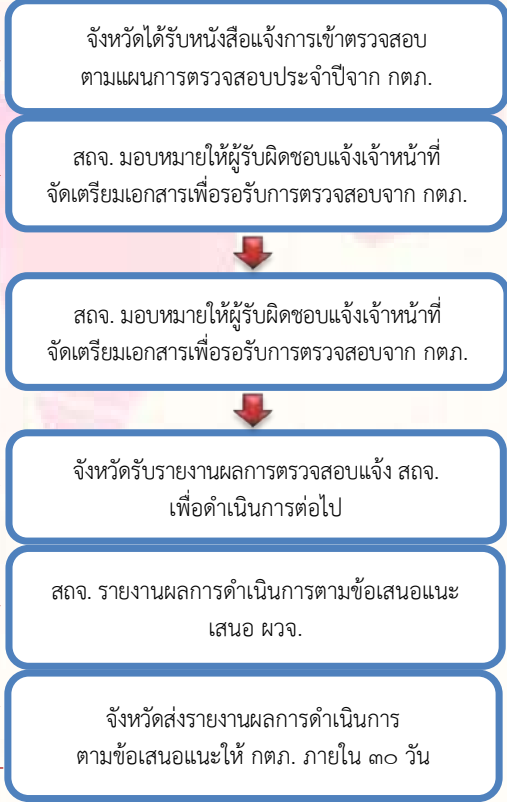 จังหวัดได้รับหนังสือแจ้งการเข้าตรวจสอบ
ตามแผนการตรวจสอบประจำปีจาก กตภ.
สถจ. มอบหมายให้ผู้รับผิดชอบแจ้งเจ้าหน้าที่
จัดเตรียมเอกสารเพื่อรอรับการตรวจสอบจาก กตภ.
สถจ. มอบหมายให้ผู้รับผิดชอบแจ้งเจ้าหน้าที่
จัดเตรียมเอกสารเพื่อรอรับการตรวจสอบจาก กตภ.
จังหวัดรับรายงานผลการตรวจสอบแจ้ง สถจ.
เพื่อดำเนินการต่อไป
สถจ. รายงานผลการดำเนินการตามข้อเสนอแนะ
เสนอ ผวจ.
จังหวัดส่งรายงานผลการดำเนินการ
ตามข้อเสนอแนะให้ กตภ. ภายใน ๓๐ วัน